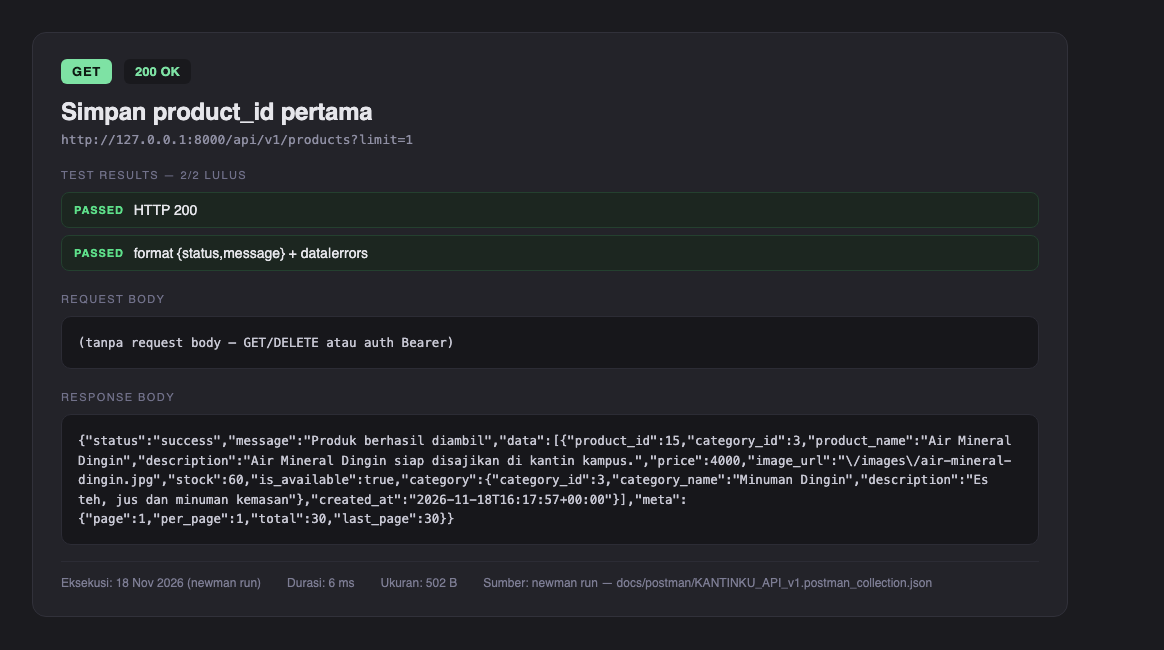 GET 200 OK
Simpan product_id pertama
http://127.0.0.1:8000/api/v1/products?limit=1
TEST RESULTS — 2/2 LULUS
PASSED HTTP 200
PASSED format {status,message} + data|errors
REQUEST BODY
(tanpa request body — GET/DELETE atau auth Bearer)
RESPONSE BODY
{"status":"success","message":"Produk berhasil diambil","data":[{"product_id":15,"category_id":3,"product_name":"Air Mineral
Dingin","description":"Air Mineral Dingin siap disajikan di kantin kampus.","price":4000,"image_url":"\/images\/air-mineral-
dingin.jpg","stock":60,"is_available":true,"category":{"category_id":3,"category_name":"Minuman Dingin","description":"Es
teh, jus dan minuman kemasan"},"created_at":"2026-11-18T16:17:57+00:00"}],"meta":
{"page":1,"per_page":1,"total":30,"last_page":30}}
Eksekusi: 18 Nov 2026 (newman run) Durasi: 6 ms Ukuran: 502 B Sumber: newman run — docs/postman/KANTINKU_API_v1.postman_collection.json